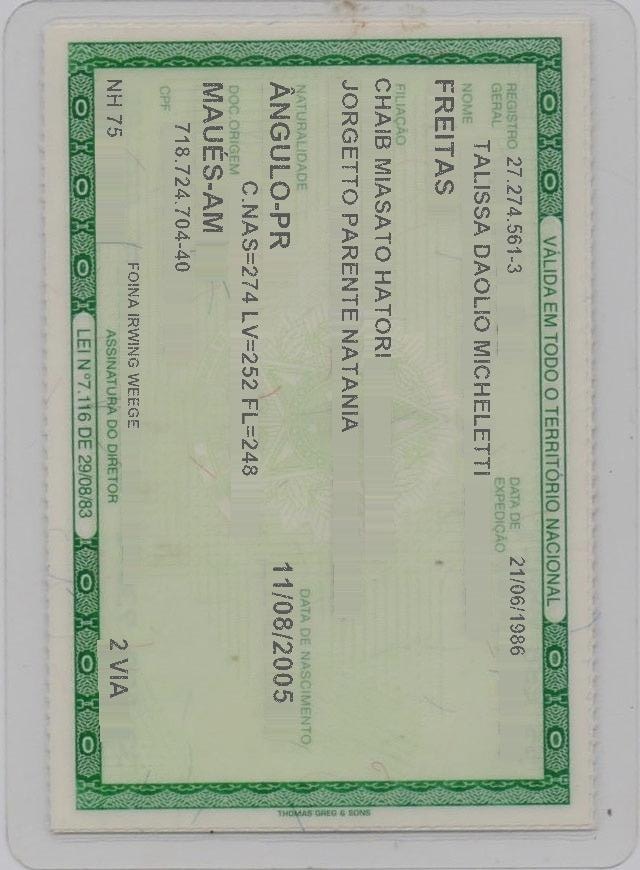 VÁLIDA EM TODO O TERRITÓRIO NACIONAL
REGISTRO GERAL 27.274.561-3 DATA DE EXPEDIÇÃO 21/06/1986
NOME TALISSA DAOLIO MICHELETTI
FREITAS
FILIAÇÃO
CHAIB MIASATO HATORI
JORGETTO PARENTE NATANIA
NATURALIDADE DATA DE NASCIMENTO
ÂNGULO-PR 11/08/2005
DOC ORIGEM C.NAS=274 LV=252 FL=248
MAUÉS-AM
CPF 718.724.704-40
FOINA IRWING WEEGE
NH 75 ASSINATURA DO DIRETOR 2 VIA
LEI Nº 7.116 DE 29/08/83
THOMAS GREG & SONS